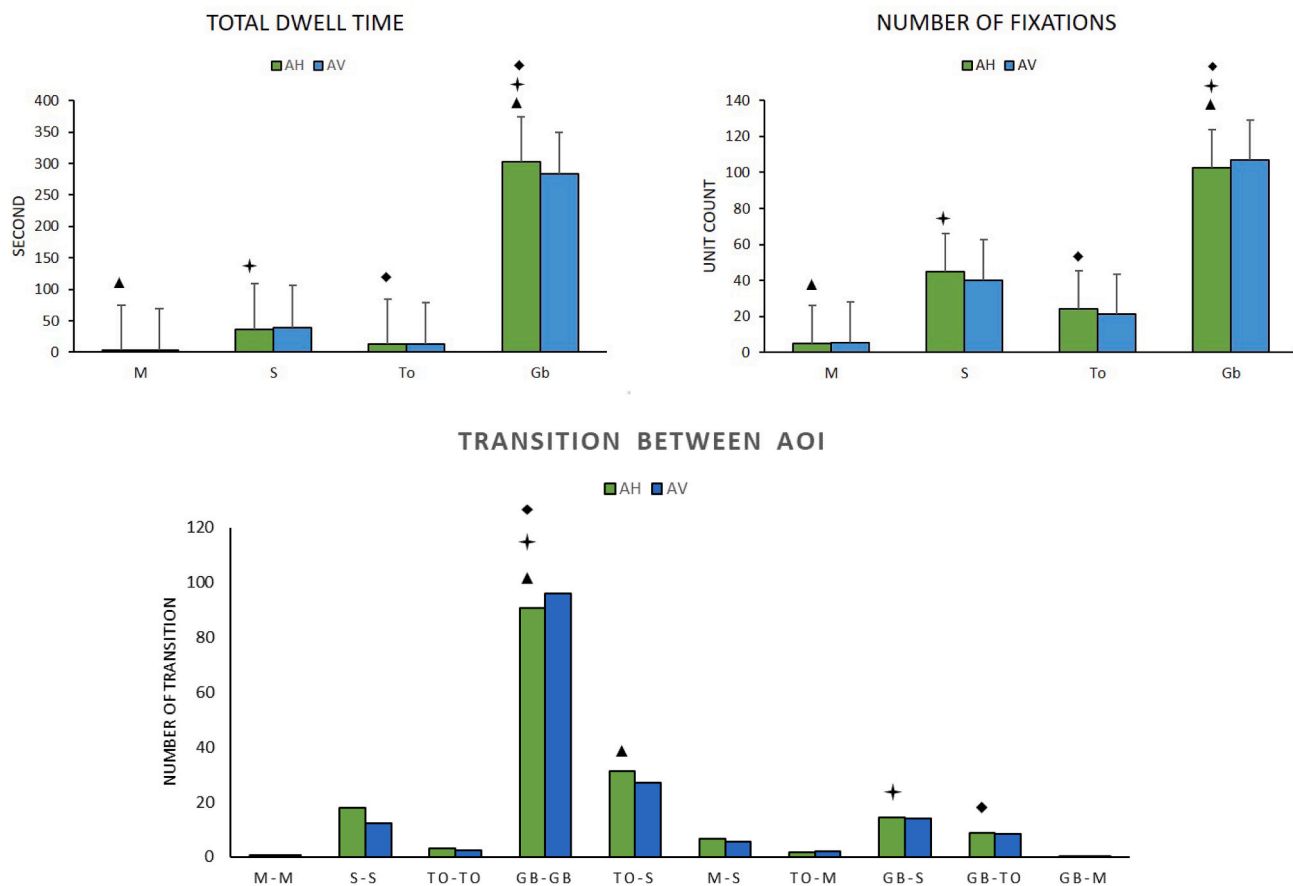 TOTAL DWELL TIME
AH AV
400
350
300
250
200
150
100
50
0
SECOND
M S To Gb
NUMBER OF FIXATIONS
AH AV
140
120
100
80
60
40
20
0
UNIT COUNT
M S To Gb
TRANSITION BETWEEN AOI
AH AV
120
100
80
60
40
20
0
NUMBER OF TRANSITION
M-M S-S TO-TO GB-GB TO-S M-S TO-M GB-S GB-TO GB-M